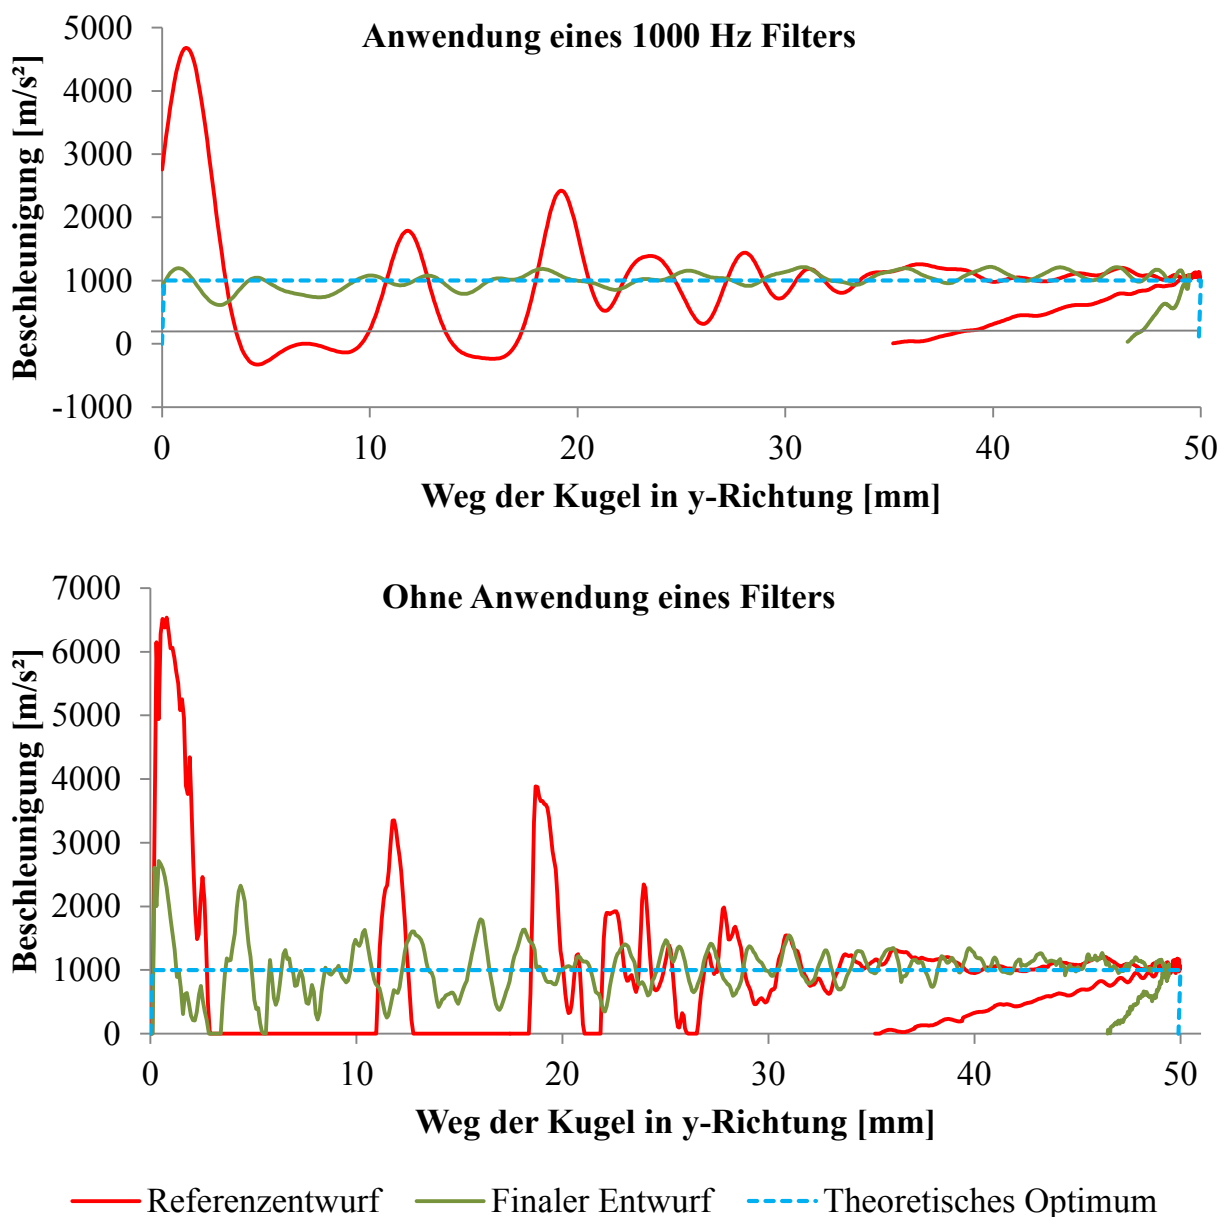 Anwendung eines 1000 Hz Filters
Beschleunigung [m/s²]
5000
4000
3000
2000
1000
0
-1000
0 10 20 30 40 50
Weg der Kugel in y-Richtung [mm]
Ohne Anwendung eines Filters
Beschleunigung [m/s²]
7000
6000
5000
4000
3000
2000
1000
0
0 10 20 30 40 50
Weg der Kugel in y-Richtung [mm]
Referenzentwurf Finaler Entwurf Theoretisches Optimum